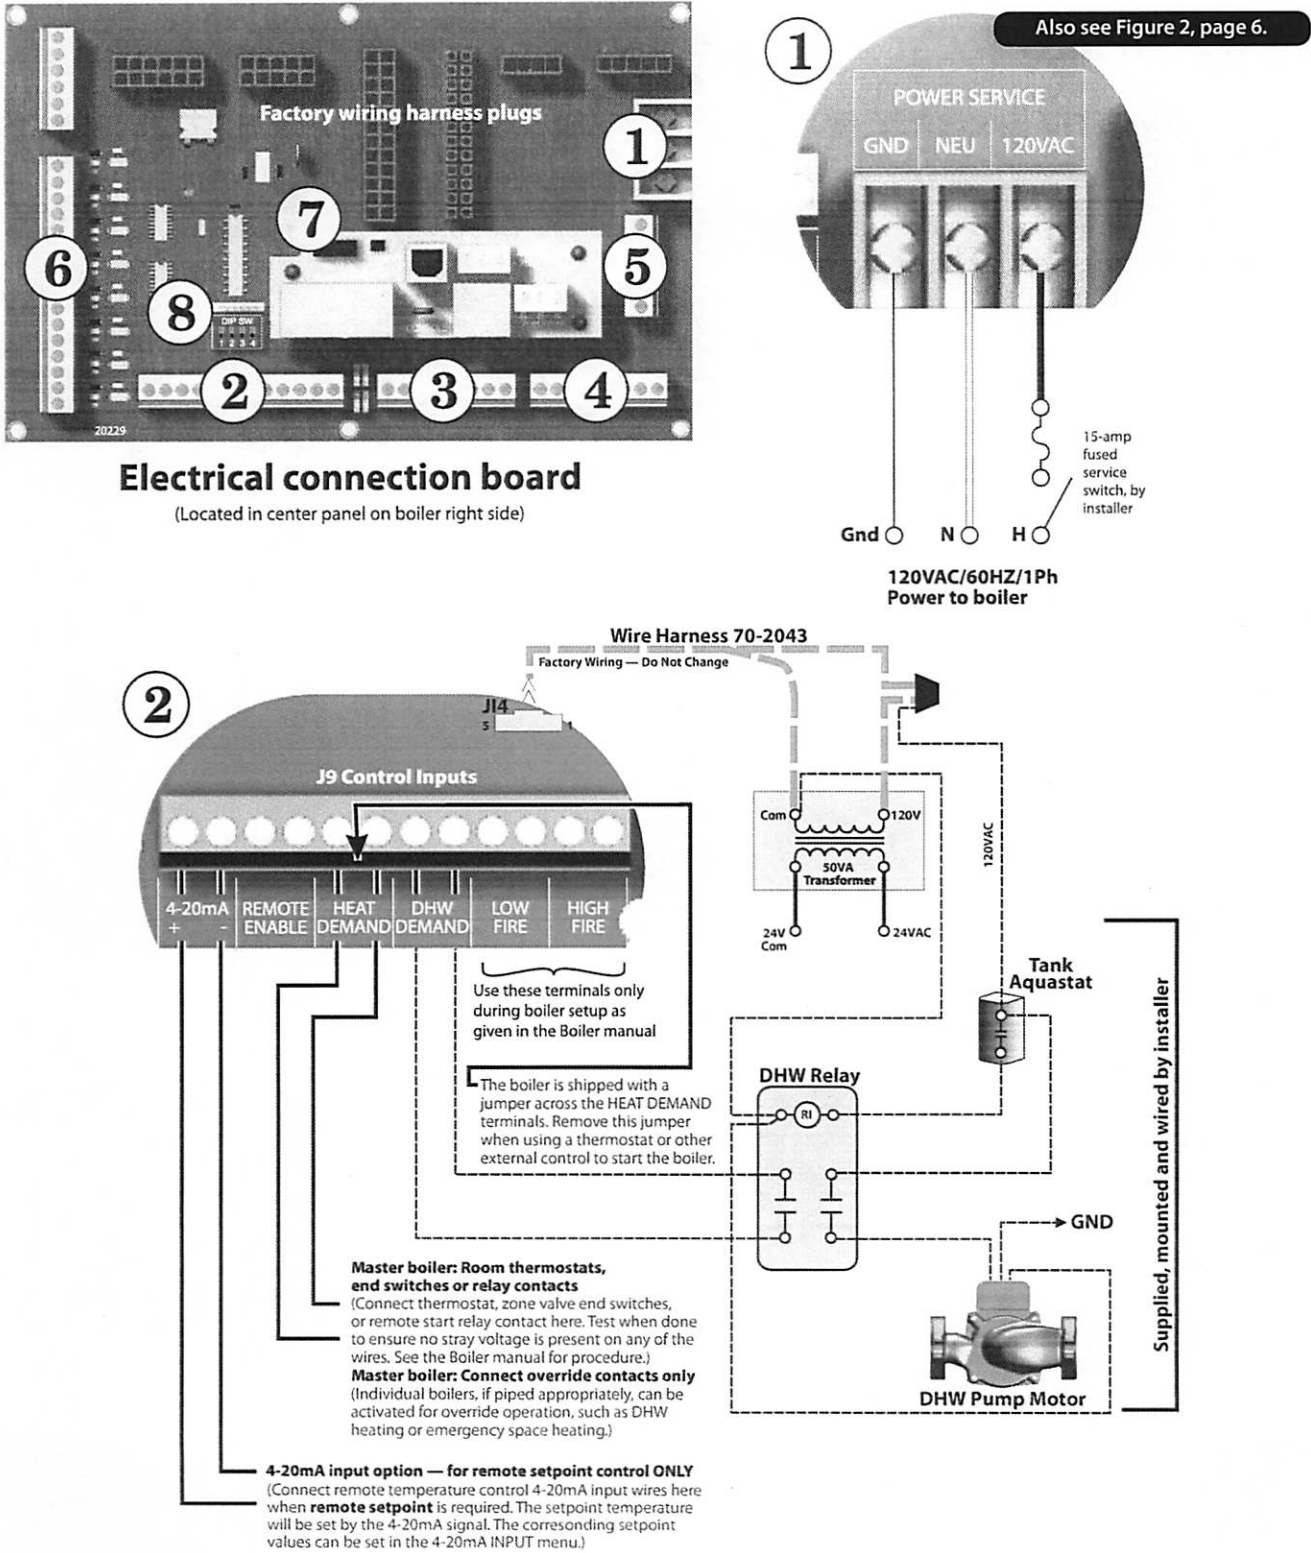 Also see Figure 2, page 6.
1
POWER SERVICE
GND NEU 120VAC
Factory wiring harness plugs
1
7
6
5
8
DIP SW
1 2 3 4
2
3
4
20229
Electrical connection board
(Located in center panel on boiler right side)
15-amp
fused
service
switch, by
installer
Gnd N H
120VAC/60HZ/1Ph
Power to boiler
2
Wire Harness 70-2043
Factory Wiring — Do Not Change
JI4
5 1
J9 Control Inputs
4-20mA
+ -
REMOTE
ENABLE
HEAT
DEMAND
DHW
DEMAND
LOW
FIRE
HIGH
FIRE
Com 120V
50VA
Transformer
24V
Com
24VAC
120VAC
Use these terminals only
during boiler setup as
given in the Boiler manual
The boiler is shipped with a
jumper across the HEAT DEMAND
terminals. Remove this jumper
when using a thermostat or other
external control to start the boiler.
Tank
Aquastat
DHW Relay
RI
GND
DHW Pump Motor
Supplied, mounted and wired by installer
Master boiler: Room thermostats,
end switches or relay contacts
(Connect thermostat, zone valve end switches,
or remote start relay contact here. Test when done
to ensure no stray voltage is present on any of the
wires. See the Boiler manual for procedure.)
Master boiler: Connect override contacts only
(Individual boilers, if piped appropriately, can be
activated for override operation, such as DHW
heating or emergency space heating.)
4-20mA input option — for remote setpoint control ONLY
(Connect remote temperature control 4-20mA input wires here
when remote setpoint is required. The setpoint temperature
will be set by the 4-20mA signal. The corresonding setpoint
values can be set in the 4-20mA INPUT menu.)